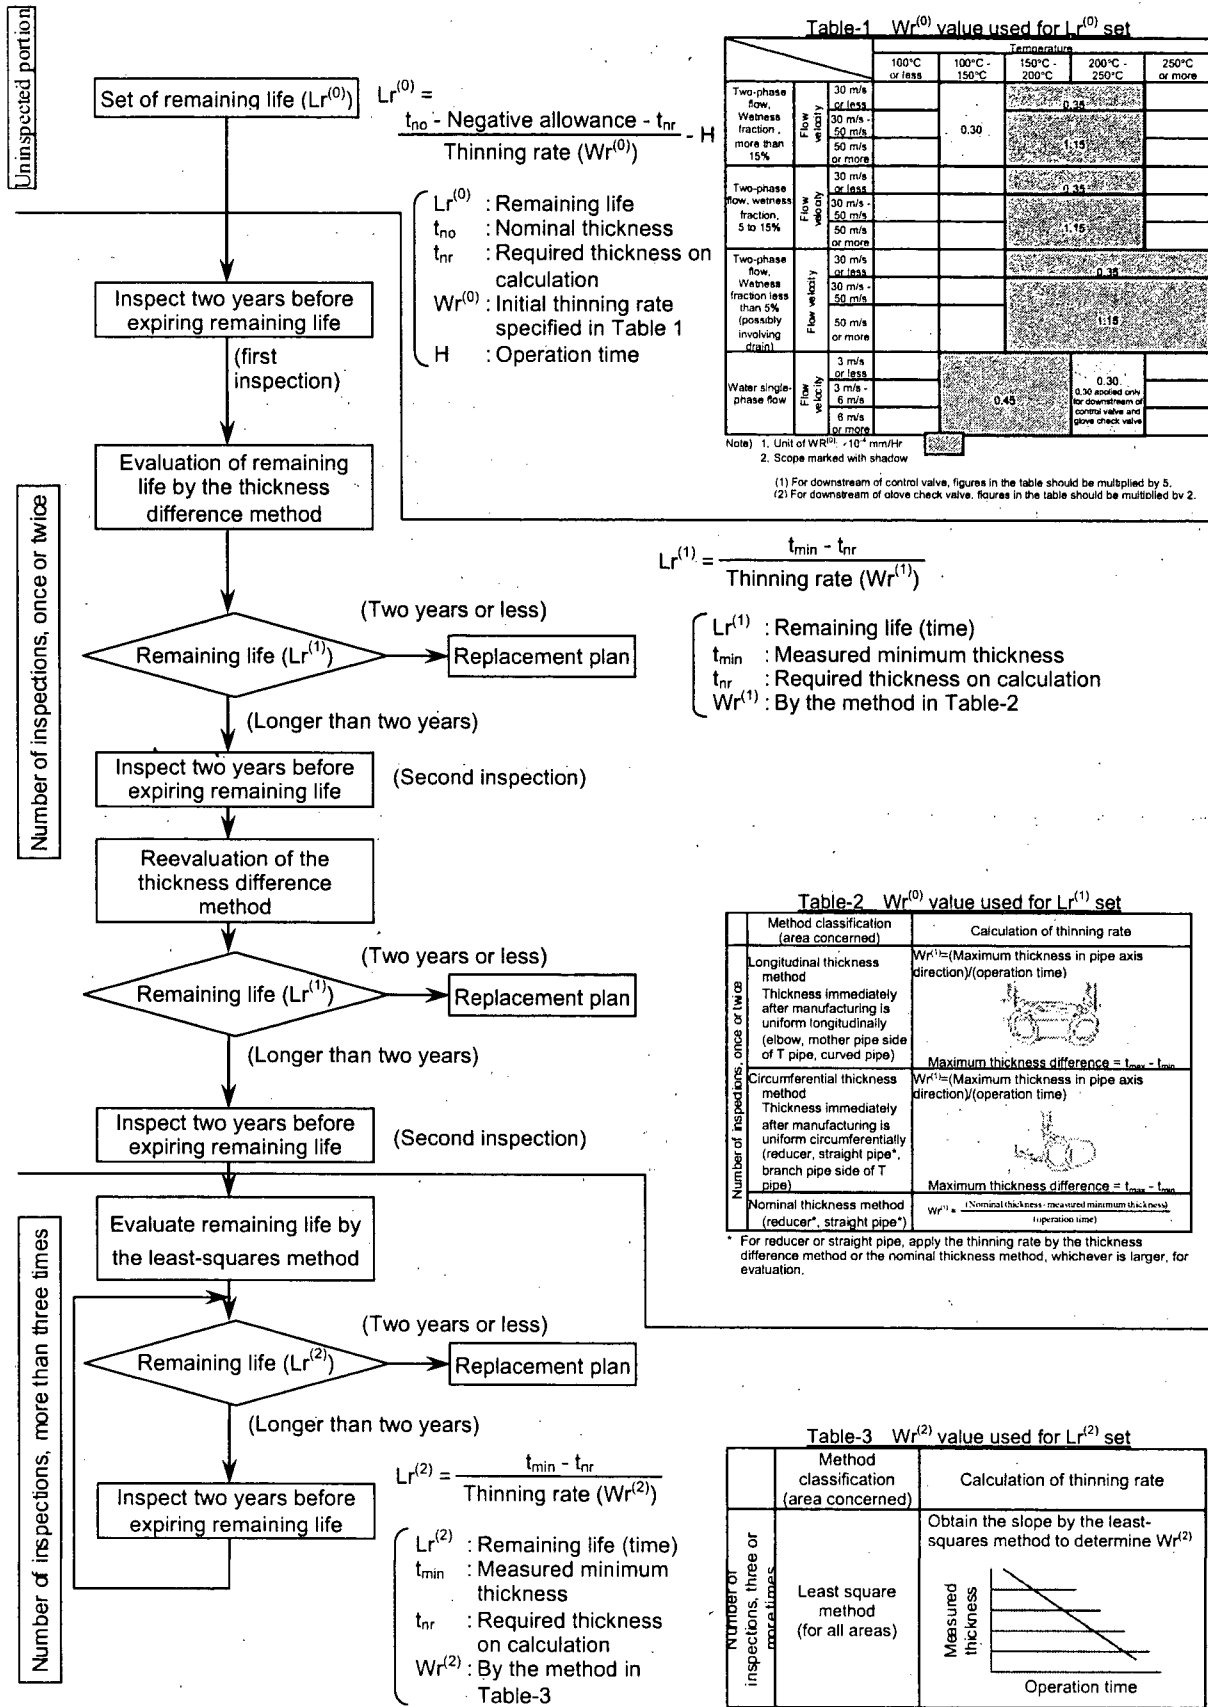 Uninspected portion
Set of remaining life (Lr(0))
Lr(0) =
tno - Negative allowance - tnr
Thinning rate (Wr(0))
- H
Lr(0) : Remaining life
tno : Nominal thickness
tnr : Required thickness on
calculation
Wr(0) : Initial thinning rate
specified in Table 1
H : Operation time
Inspect two years before
expiring remaining life
(first
inspection)
Table-1 Wr(0) value used for Lr(0) set
Temperature
100°C
or less
100°C -
150°C
150°C -
200°C
200°C -
250°C
250°C
or more
Two-phase
flow,
Wetness
fraction ,
more than
15%
Flow
velocity
30 m/s
or less
30 m/s -
50 m/s
50 m/s
or more
0.30
0.35
1.15
Two-phase
flow, wetness
fraction,
5 to 15%
Flow
velocity
30 m/s
or less
30 m/s -
50 m/s
50 m/s
or more
0.35
1.15
Two-phase
flow,
Wetness
fraction less
than 5%
(possibly
involving
drain)
Flow velocity
30 m/s
or less
30 m/s -
50 m/s
50 m/s
or more
0.35
1.15
Water single-
phase flow
Flow
velocity
3 m/s
or less
3 m/s -
6 m/s
6 m/s
or more
0.45
0.30
0.30 applied only
for downstream of
control valve and
glove check valve
Note) 1. Unit of WR(0): ×10-4 mm/Hr
2. Scope marked with shadow
(1) For downstream of control valve, figures in the table should be multiplied by 5.
(2) For downstream of glove check valve, figures in the table should be multiplied by 2.
Number of inspections, once or twice
Evaluation of remaining
life by the thickness
difference method
Remaining life (Lr(1))
(Two years or less)
Replacement plan
(Longer than two years)
Inspect two years before
expiring remaining life
(Second inspection)
Reevaluation of the
thickness difference
method
Remaining life (Lr(1))
(Two years or less)
Replacement plan
(Longer than two years)
Inspect two years before
expiring remaining life
(Second inspection)
Lr(1) =
tmin - tnr
Thinning rate (Wr(1))
Lr(1) : Remaining life (time)
tmin : Measured minimum thickness
tnr : Required thickness on calculation
Wr(1) : By the method in Table-2
Table-2 Wr(0) value used for Lr(1) set
Method classification
(area concerned)
Calculation of thinning rate
Number of inspections, once or twice
Longitudinal thickness
method
Thickness immediately
after manufacturing is
uniform longitudinally
(elbow, mother pipe side
of T pipe, curved pipe)
Wr(1)=(Maximum thickness in pipe axis
direction)/(operation time)
Maximum thickness difference = tmax - tmin
Circumferential thickness
method
Thickness immediately
after manufacturing is
uniform circumferentially
(reducer, straight pipe*,
branch pipe side of T
pipe)
Wr(1)=(Maximum thickness in pipe axis
direction)/(operation time)
Maximum thickness difference = tmax - tmin
Nominal thickness method
(reducer*, straight pipe*)
Wr(1) =
(Nominal thickness - measured minimum thickness)
(operation time)
* For reducer or straight pipe, apply the thinning rate by the thickness
difference method or the nominal thickness method, whichever is larger, for
evaluation.
Number of inspections, more than three times
Evaluate remaining life by
the least-squares method
Remaining life (Lr(2))
(Two years or less)
Replacement plan
(Longer than two years)
Inspect two years before
expiring remaining life
Lr(2) =
tmin - tnr
Thinning rate (Wr(2))
Lr(2) : Remaining life (time)
tmin : Measured minimum
thickness
tnr : Required thickness
on calculation
Wr(2) : By the method in
Table-3
Table-3 Wr(2) value used for Lr(2) set
Method
classification
(area concerned)
Calculation of thinning rate
Number of
inspections, three or
more times
Least square
method
(for all areas)
Obtain the slope by the least-
squares method to determine Wr(2)
Measured
thickness
Operation time